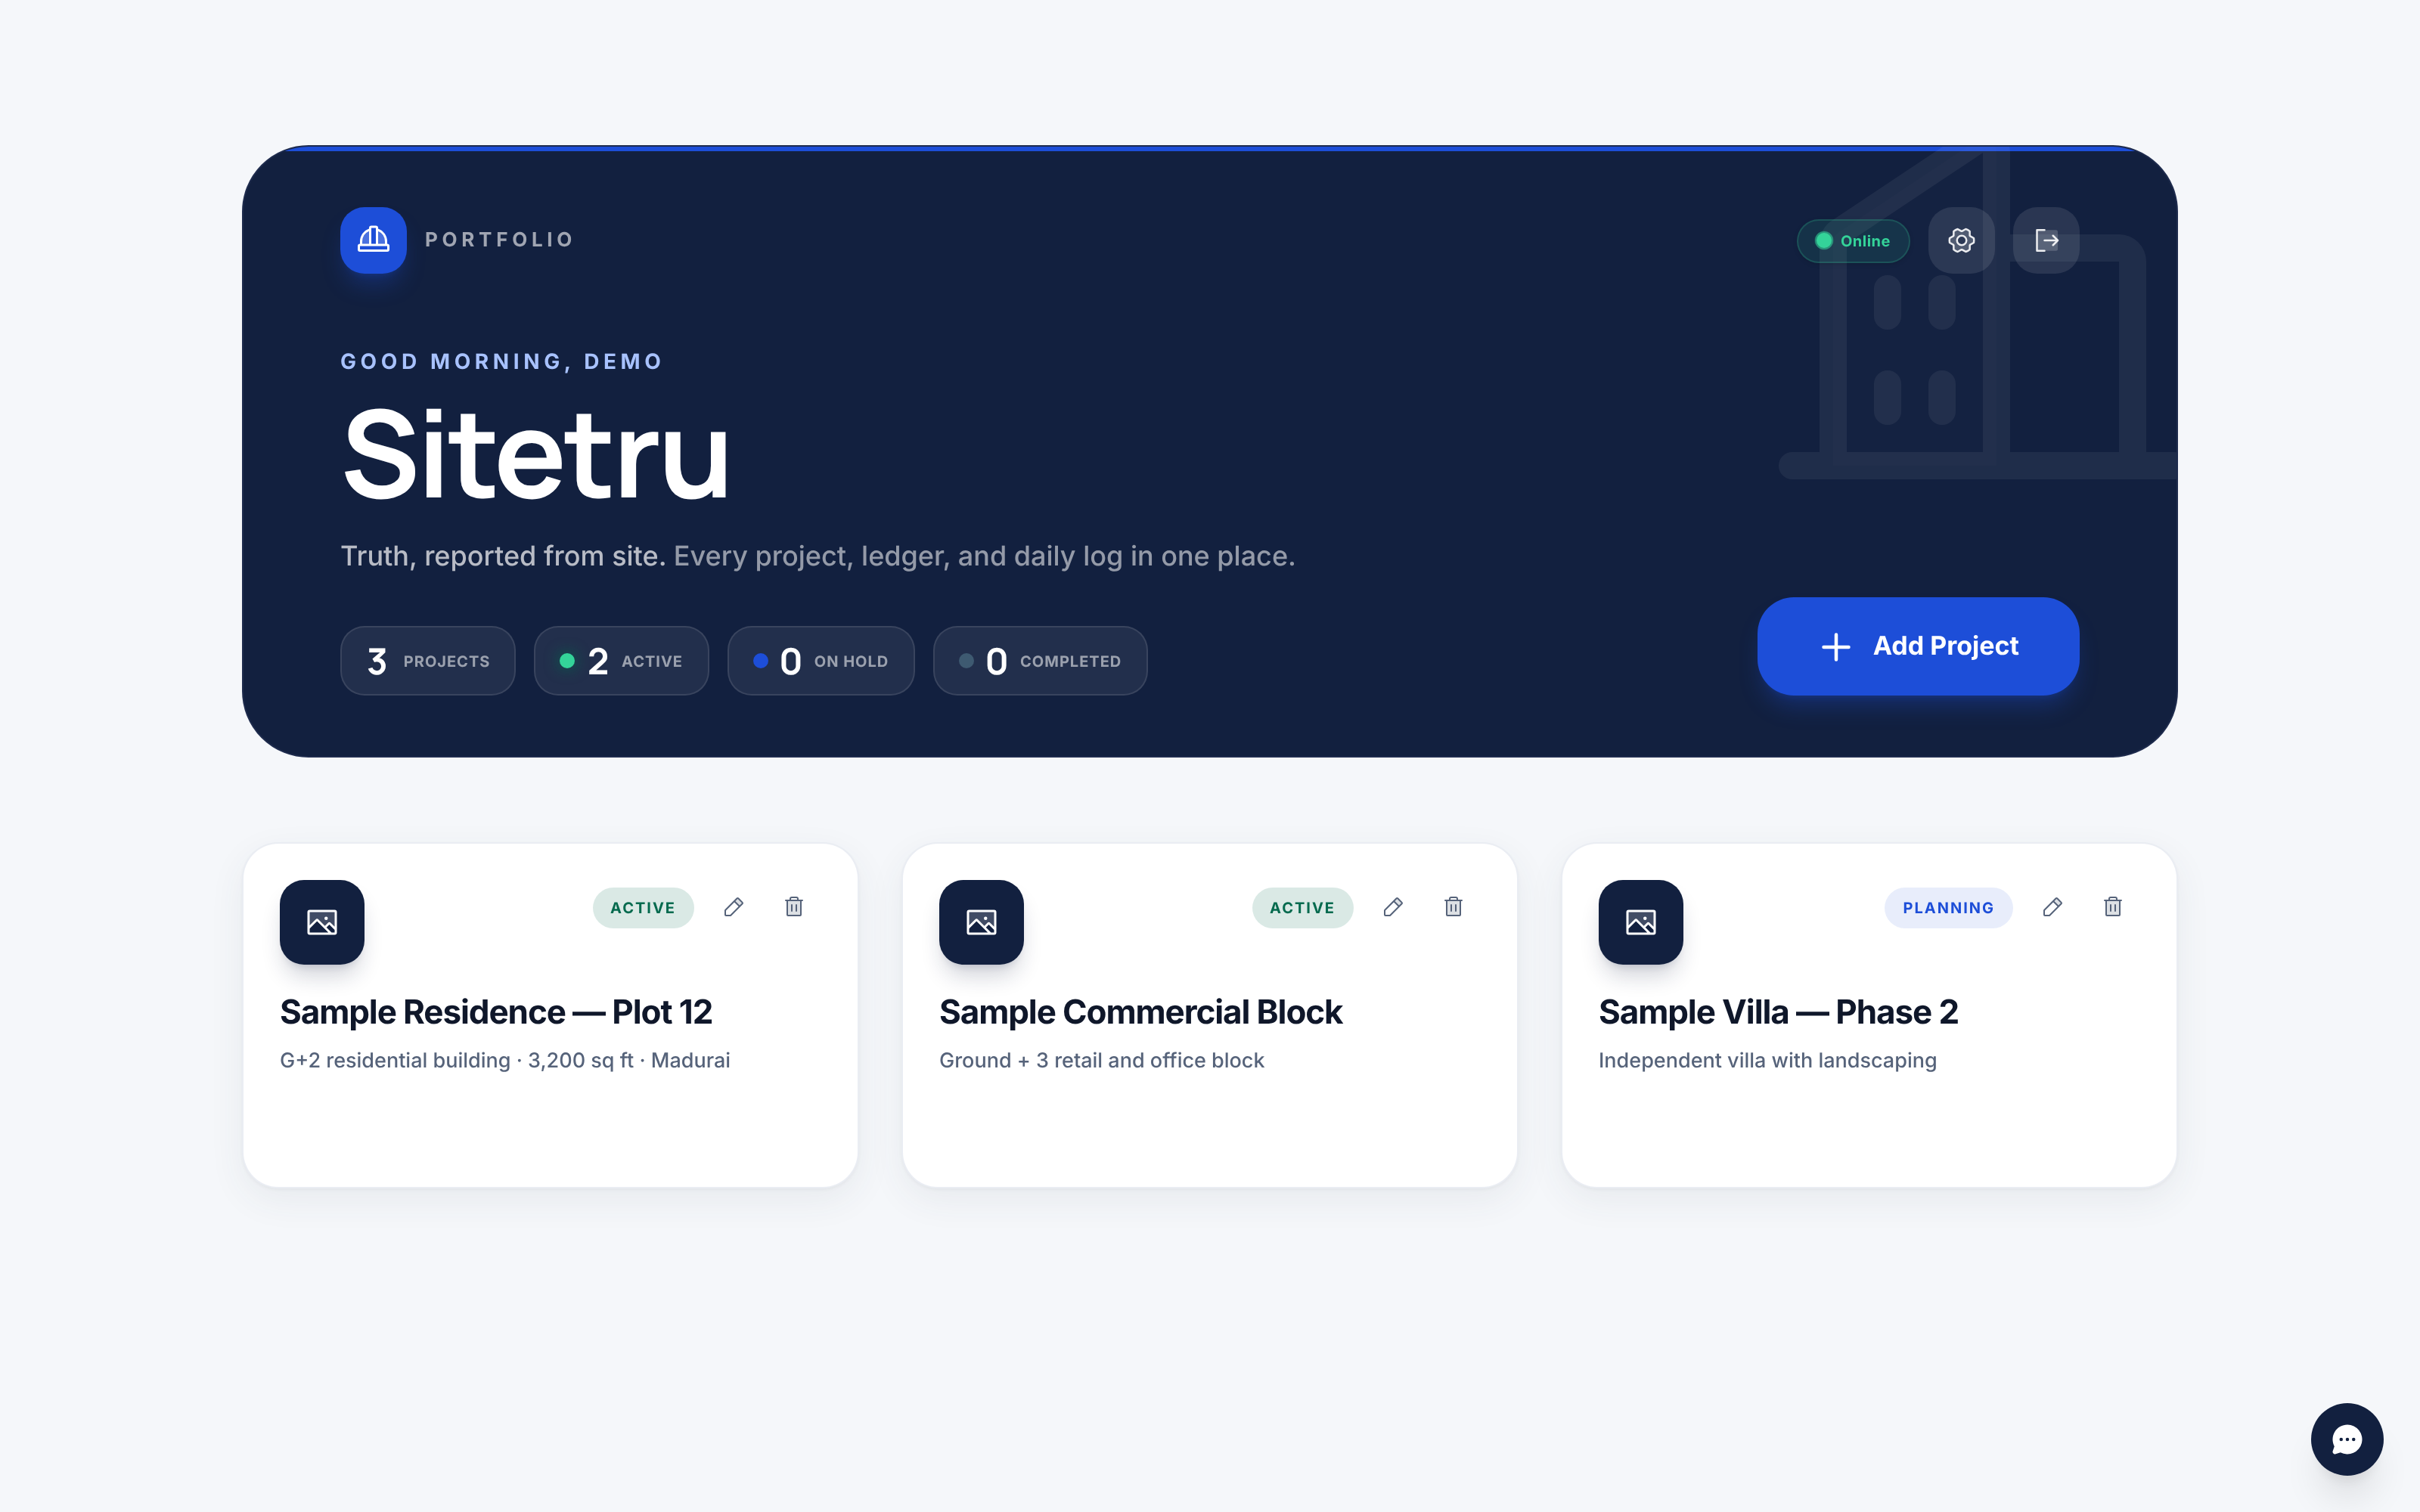 PORTFOLIO
Online
GOOD MORNING, DEMO
Sitetru
Truth, reported from site. Every project, ledger, and daily log in one place.
3 PROJECTS
2 ACTIVE
0 ON HOLD
0 COMPLETED
Add Project
ACTIVE
Sample Residence — Plot 12
G+2 residential building · 3,200 sq ft · Madurai
ACTIVE
Sample Commercial Block
Ground + 3 retail and office block
PLANNING
Sample Villa — Phase 2
Independent villa with landscaping